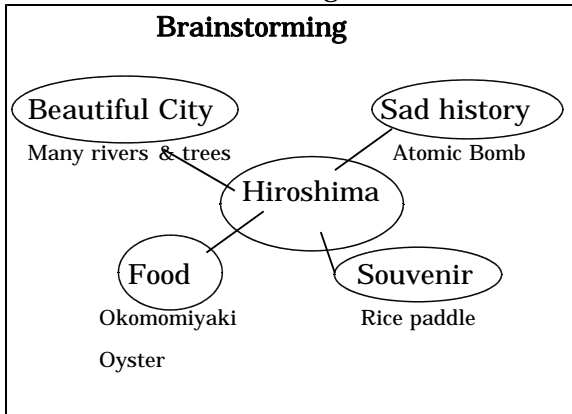 Brainstorming
Beautiful City
Sad history
Many rivers & trees
Atomic Bomb
Hiroshima
Food
Souvenir
Okomomiyaki
Rice paddle
Oyster